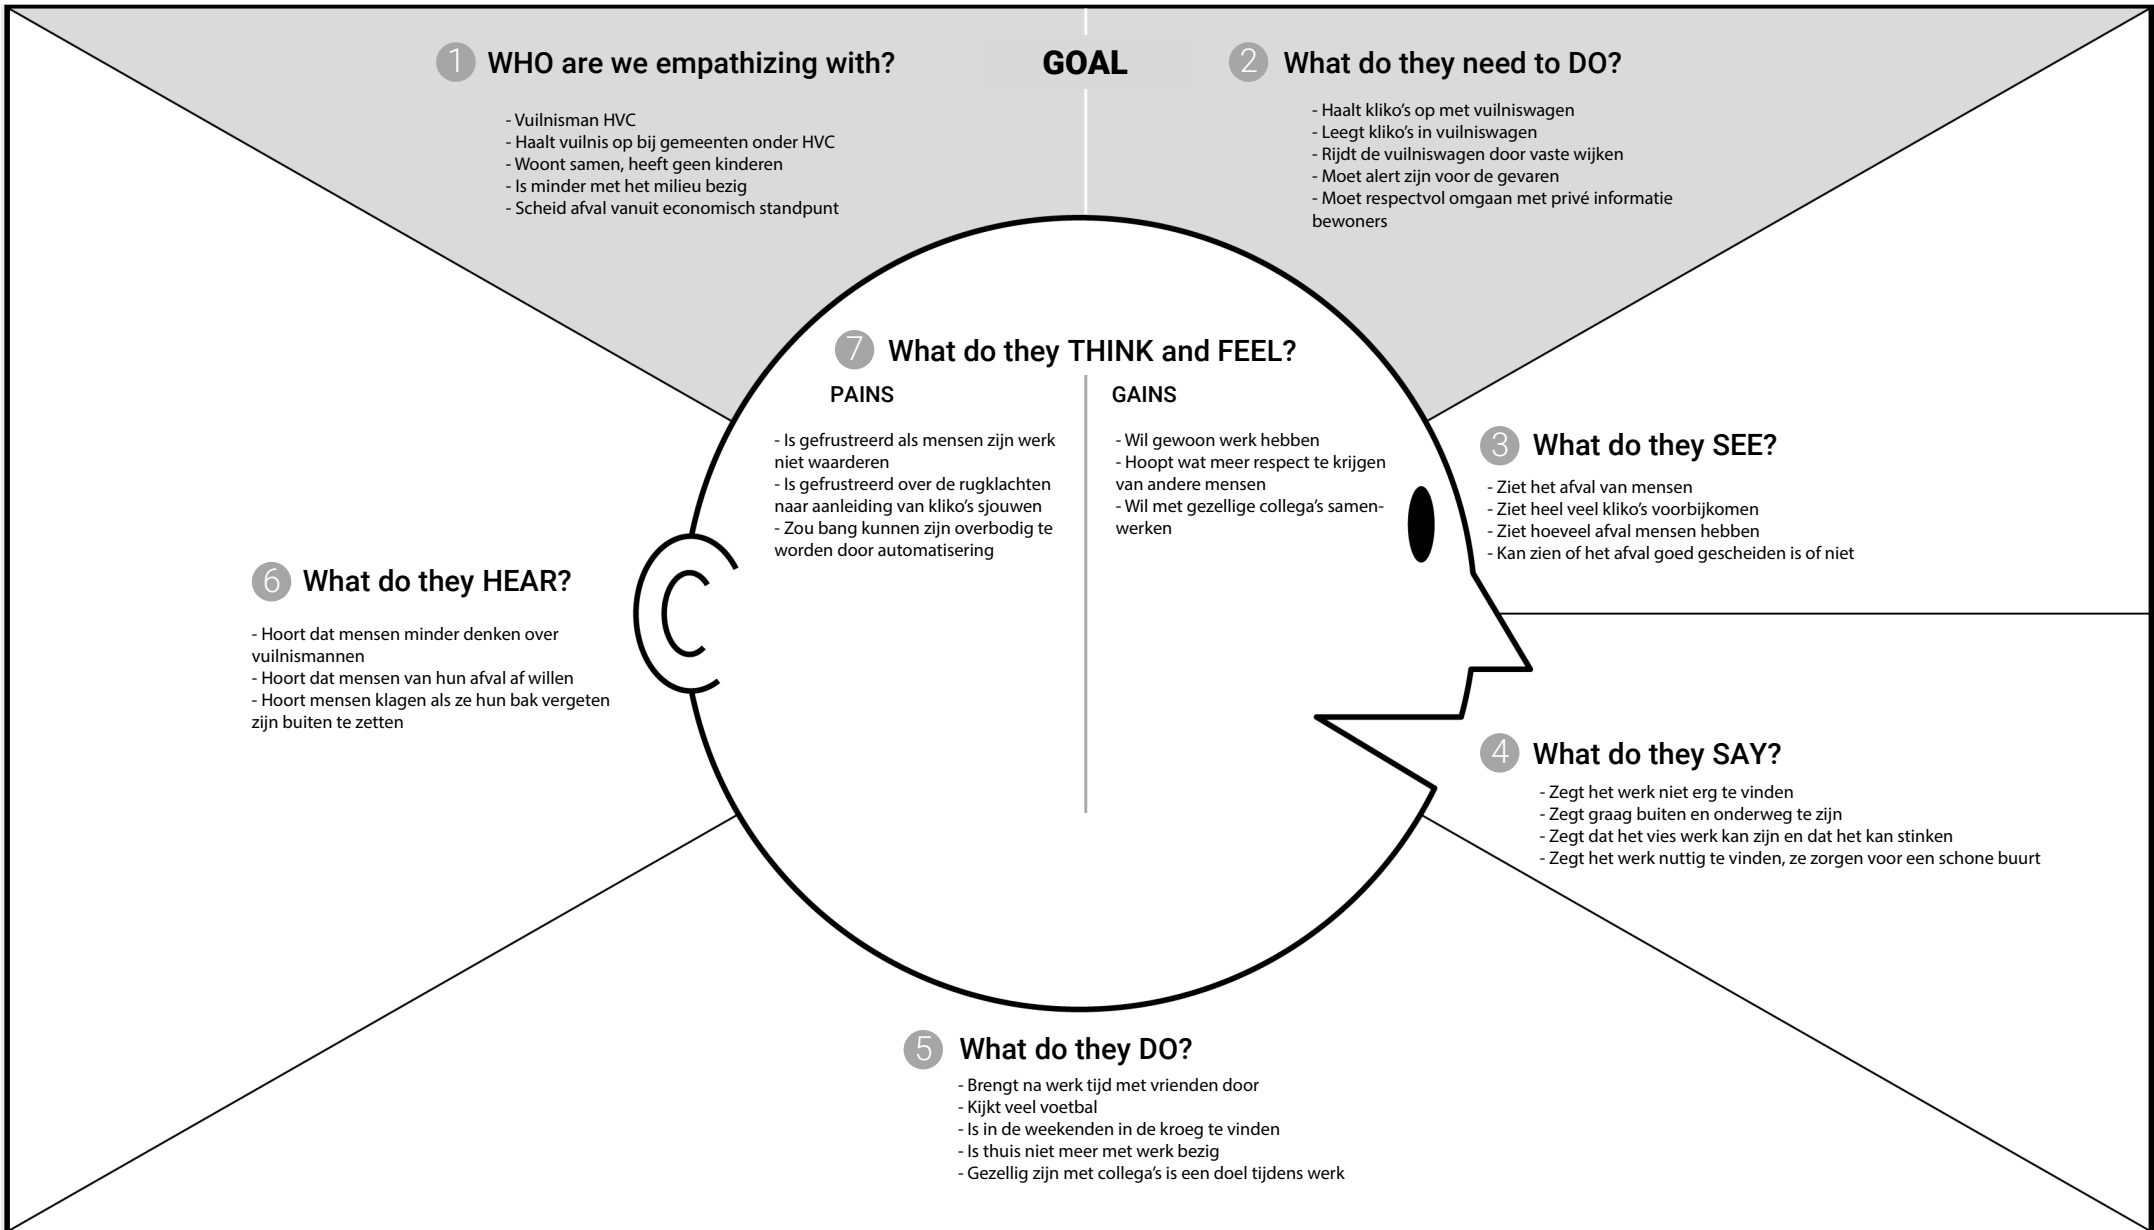 GOAL
1 WHO are we empathizing with?
- Vuilnisman HVC
- Haalt vuilnis op bij gemeenten onder HVC
- Woont samen, heeft geen kinderen
- Is minder met het milieu bezig
- Scheid afval vanuit economisch standpunt
2 What do they need to DO?
- Haalt kliko's op met vuilniswagen
- Leegt kliko's in vuilniswagen
- Rijdt de vuilniswagen door vaste wijken
- Moet alert zijn voor de gevaren
- Moet respectvol omgaan met privé informatie
bewoners
3 What do they SEE?
- Ziet het afval van mensen
- Ziet heel veel kliko's voorbijkomen
- Ziet hoeveel afval mensen hebben
- Kan zien of het afval goed gescheiden is of niet
4 What do they SAY?
- Zegt het werk niet erg te vinden
- Zegt graag buiten en onderweg te zijn
- Zegt dat het vies werk kan zijn en dat het kan stinken
- Zegt het werk nuttig te vinden, ze zorgen voor een schone buurt
5 What do they DO?
- Brengt na werk tijd met vrienden door
- Kijkt veel voetbal
- Is in de weekenden in de kroeg te vinden
- Is thuis niet meer met werk bezig
- Gezellig zijn met collega's is een doel tijdens werk
6 What do they HEAR?
- Hoort dat mensen minder denken over
vuilnismannen
- Hoort dat mensen van hun afval af willen
- Hoort mensen klagen als ze hun bak vergeten
zijn buiten te zetten
7 What do they THINK and FEEL?
PAINS
- Is gefrustreerd als mensen zijn werk
niet waarderen
- Is gefrustreerd over de rugklachten
naar aanleiding van kliko's sjouwen
- Zou bang kunnen zijn overbodig te
worden door automatisering
GAINS
- Wil gewoon werk hebben
- Hoopt wat meer respect te krijgen
van andere mensen
- Wil met gezellige collega's samen-
werken